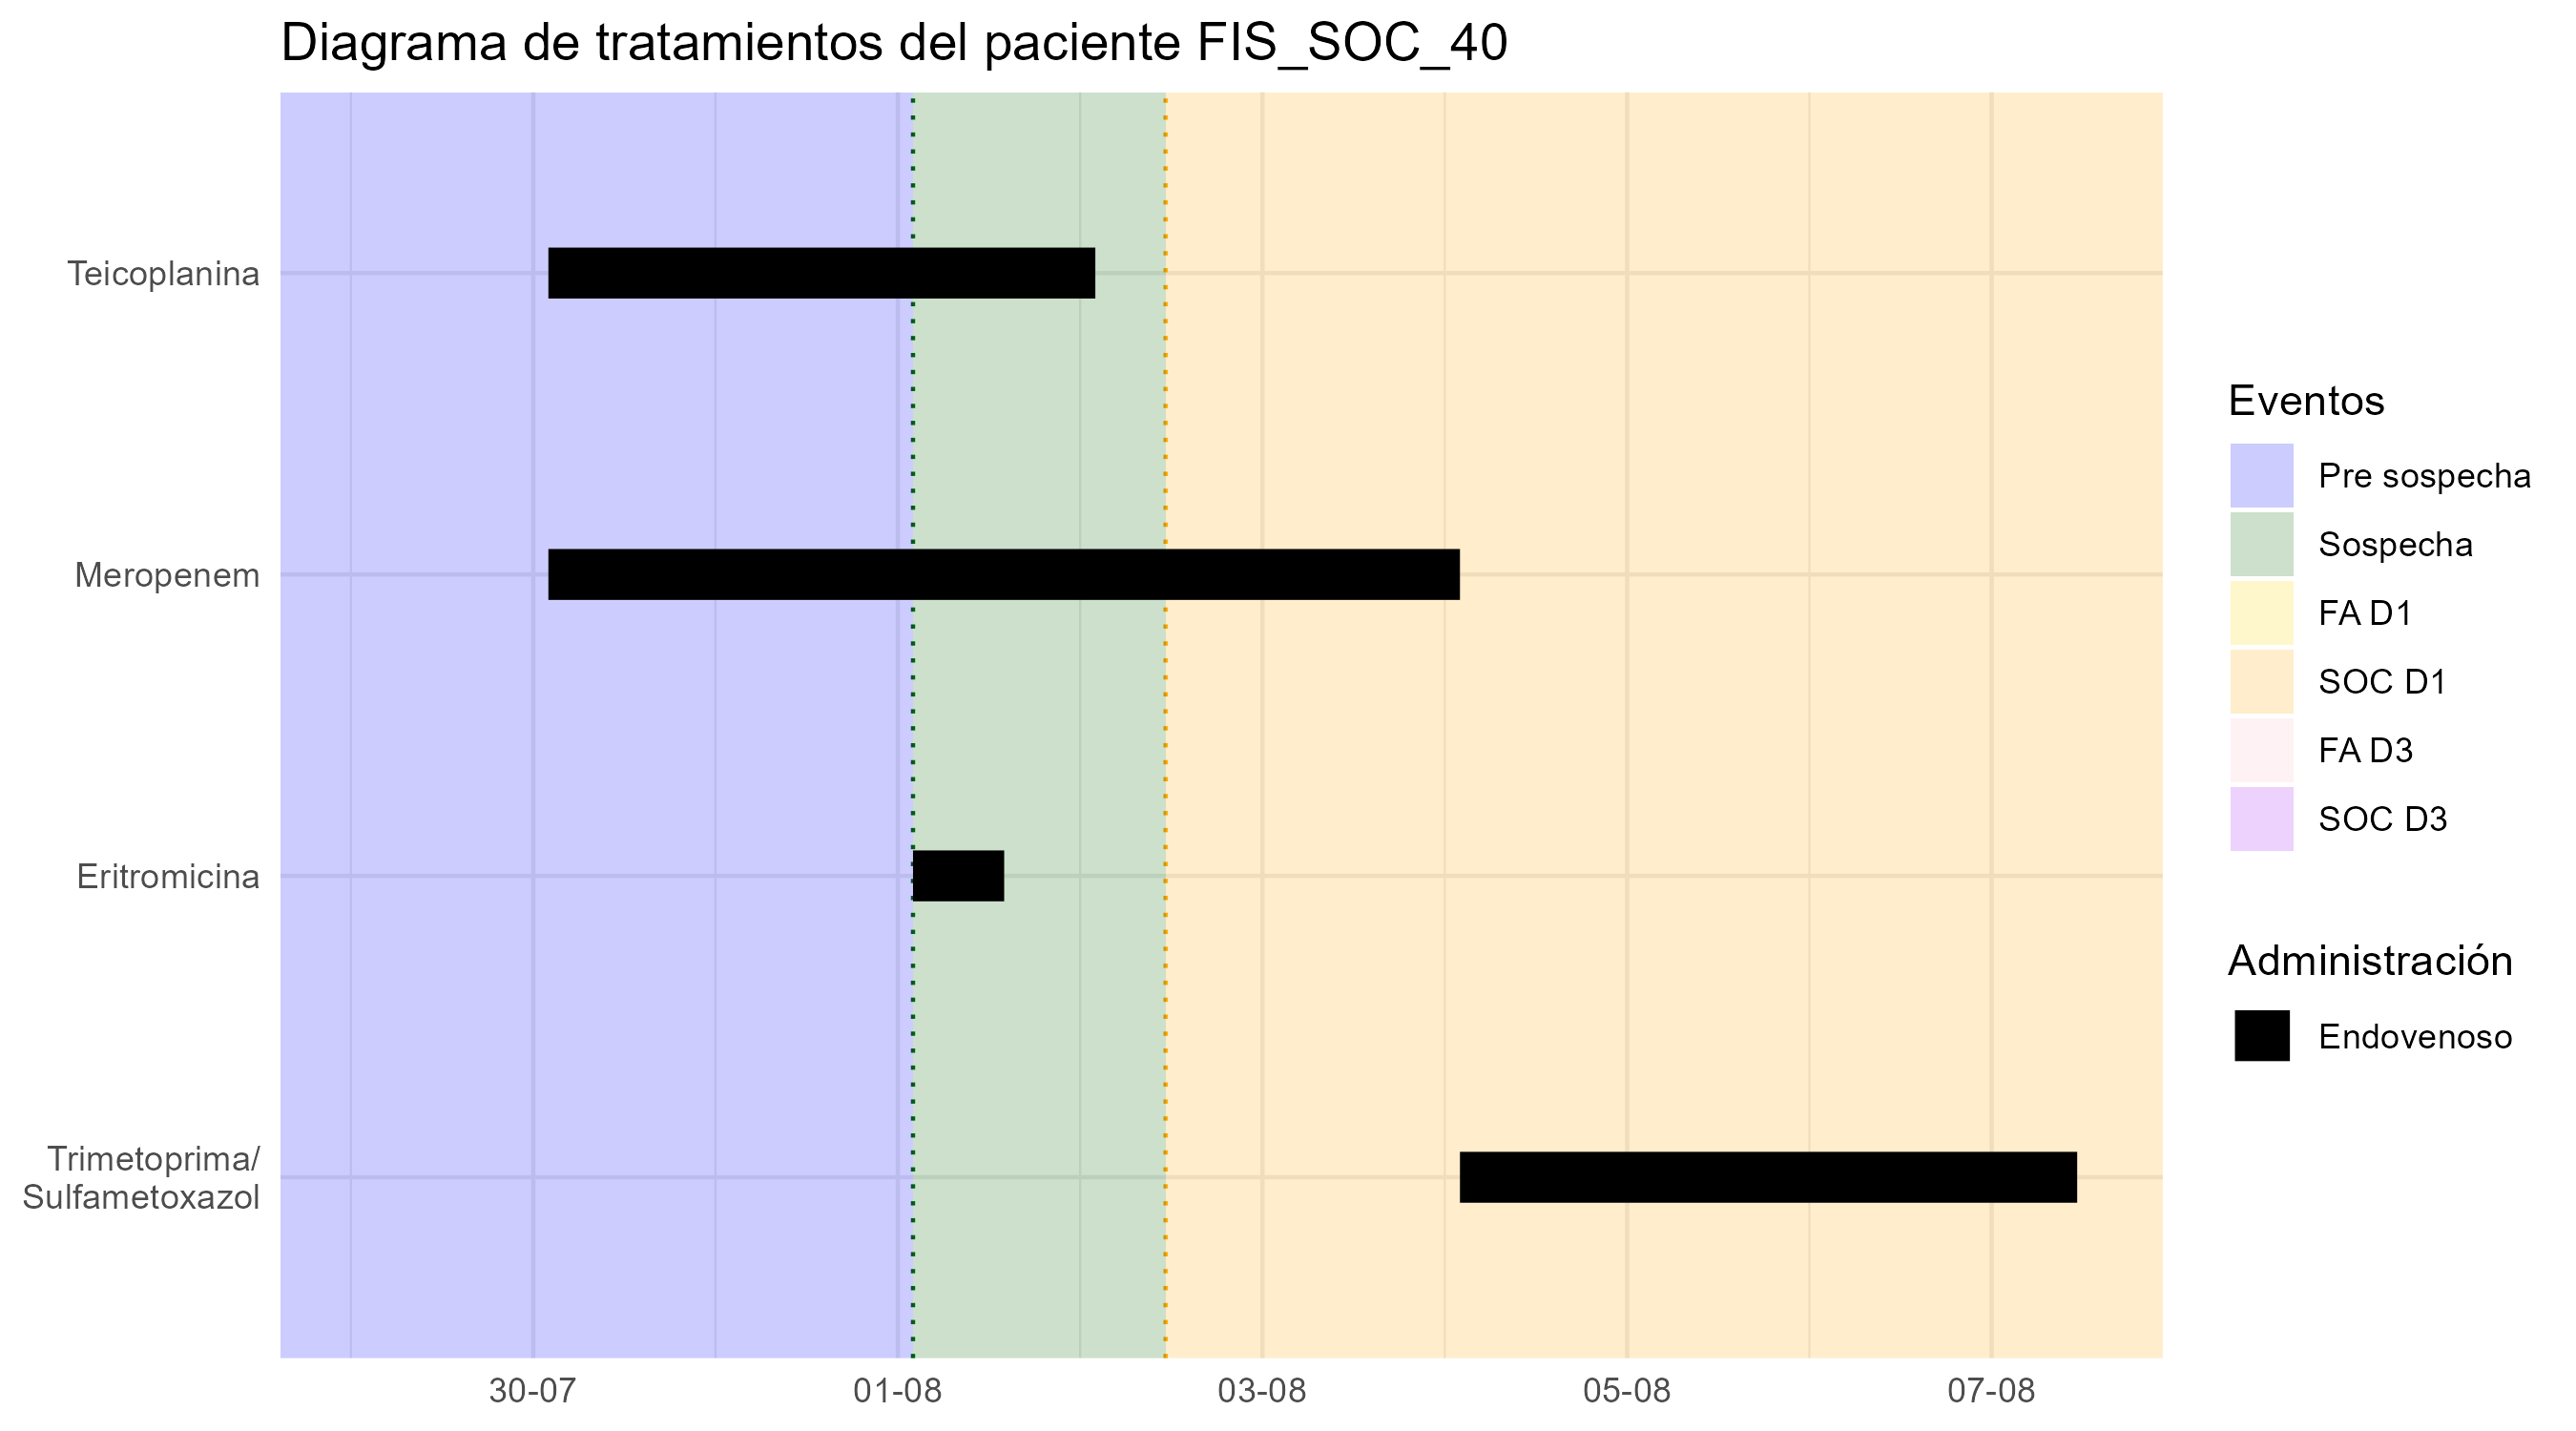 Diagrama de tratamientos del paciente FIS_SOC_40
Teicoplanina
Meropenem
Eritromicina
Trimetoprima/
Sulfametoxazol
30-07
01-08
03-08
05-08
07-08
Eventos
Pre sospecha
Sospecha
FA D1
SOC D1
FA D3
SOC D3
Administración
Endovenoso